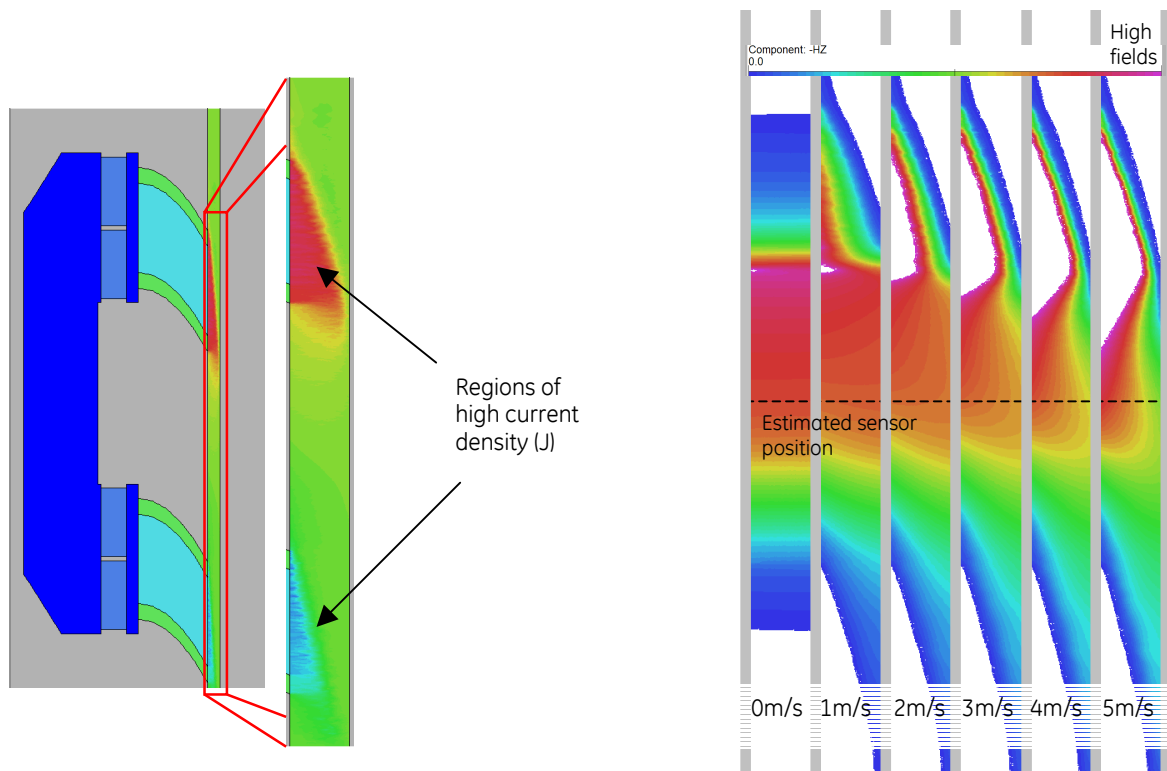 Regions of
high current
density (J)
Component: -HZ
0.0
High
fields
Estimated sensor
position
0m/s 1m/s 2m/s 3m/s 4m/s 5m/s